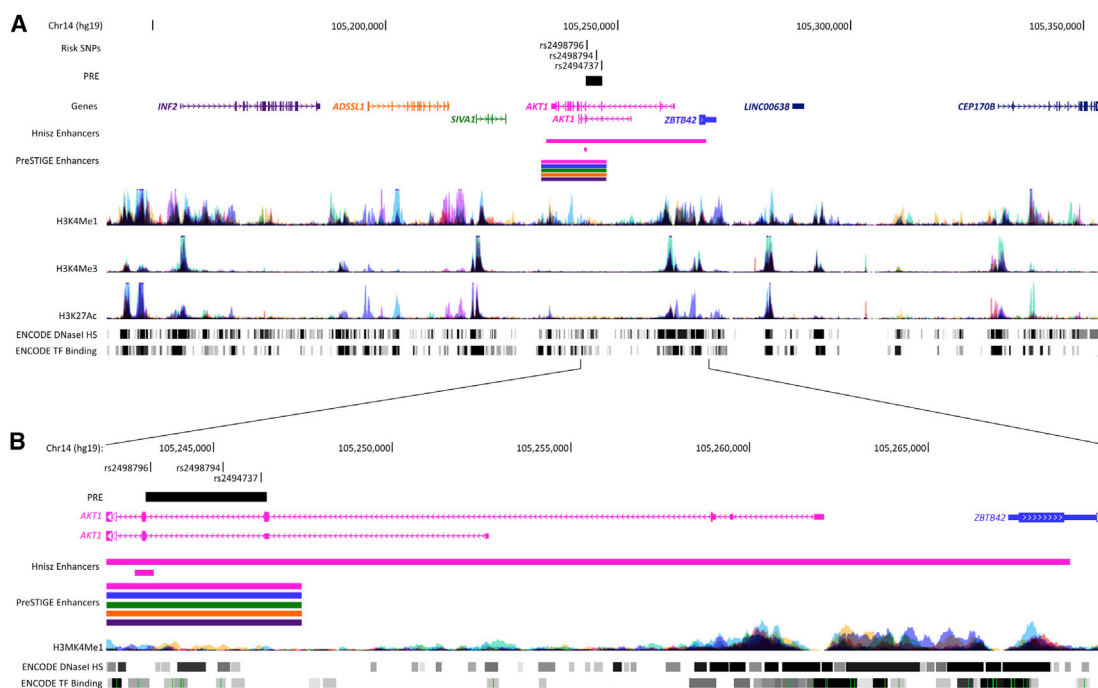 A
Chr14 (hg19) 105,200,000 105,250,000 105,300,000 105,350,000
Risk SNPs
rs2498796
rs2498794
rs2494737
PRE
Genes INF2 ADSSL1 AKT1 LINC00638 CEP170B
SIVA1 AKT1 ZBTB42
Hnisz Enhancers
PreSTIGE Enhancers
H3K4Me1
H3K4Me3
H3K27Ac
ENCODE DNaseI HS
ENCODE TF Binding
B
Chr14 (hg19): 105,245,000 105,250,000 105,255,000 105,260,000 105,265,000
rs2498796 rs2498794
rs2494737
PRE
AKT1 ZBTB42
AKT1
Hnisz Enhancers
PreSTIGE Enhancers
H3MK4Me1
ENCODE DNaseI HS
ENCODE TF Binding